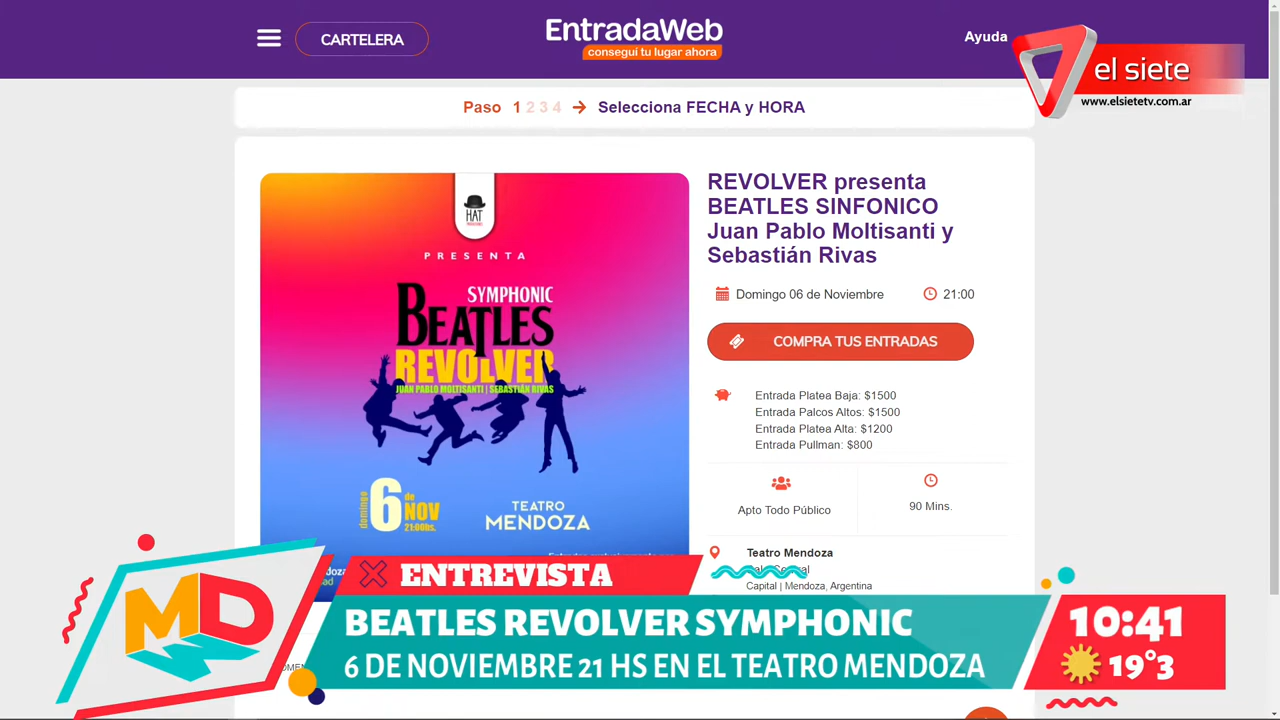 CARTELERA
EntradaWeb
conseguí tu lugar ahora
Ayuda
el siete
www.elsietetv.com.ar
Paso 1 2 3 4 → Selecciona FECHA y HORA
HAT
PRESENTA
SYMPHONIC
BEATLES
REVOLVER
JUAN PABLO MOLTISANTI | SEBASTIÁN RIVAS
domingo 6 de NOV 21:00hs.
TEATRO
MENDOZA
REVOLVER presenta
BEATLES SINFONICO
Juan Pablo Moltisanti y
Sebastián Rivas
Domingo 06 de Noviembre 21:00
COMPRA TUS ENTRADAS
Entrada Platea Baja: $1500
Entrada Palcos Altos: $1500
Entrada Platea Alta: $1200
Entrada Pullman: $800
Apto Todo Público
90 Mins.
Teatro Mendoza
Capital | Mendoza, Argentina
MD
ENTREVISTA
BEATLES REVOLVER SYMPHONIC
6 DE NOVIEMBRE 21 HS EN EL TEATRO MENDOZA
10:41
19°3